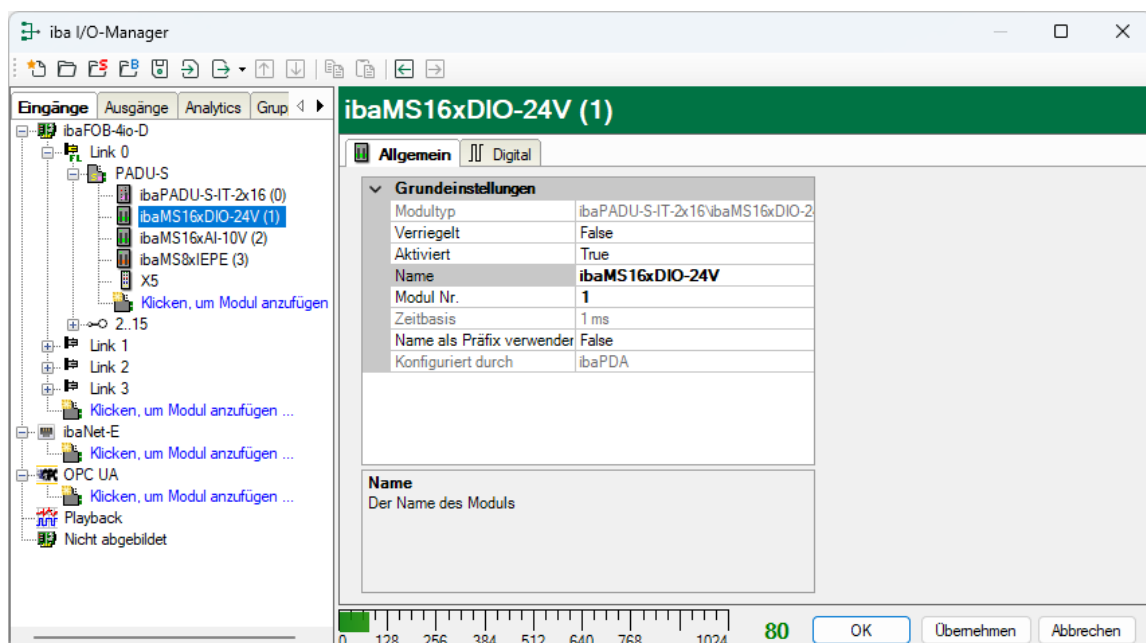 iba I/O-Manager
Eingänge Ausgänge Analytics Grup
ibaFOB-4io-D
Link 0
PADU-S
ibaPADU-S-IT-2x16 (0)
ibaMS16xDIO-24V (1)
ibaMS16xAI-10V (2)
ibaMS8xIEPE (3)
X5
Klicken, um Modul anzufügen
2..15
Link 1
Link 2
Link 3
Klicken, um Modul anzufügen ...
ibaNet-E
Klicken, um Modul anzufügen ...
OPC UA
Klicken, um Modul anzufügen ...
Playback
Nicht abgebildet
ibaMS16xDIO-24V (1)
Allgemein Digital
Grundeinstellungen
Modultyp ibaPADU-S-IT-2x16\ibaMS16xDIO-2
Verriegelt False
Aktiviert True
Name ibaMS16xDIO-24V
Modul Nr. 1
Zeitbasis 1 ms
Name als Präfix verwender False
Konfiguriert durch ibaPDA
Name
Der Name des Moduls
0 128 256 384 512 640 768 1024
80 OK Übernehmen Abbrechen